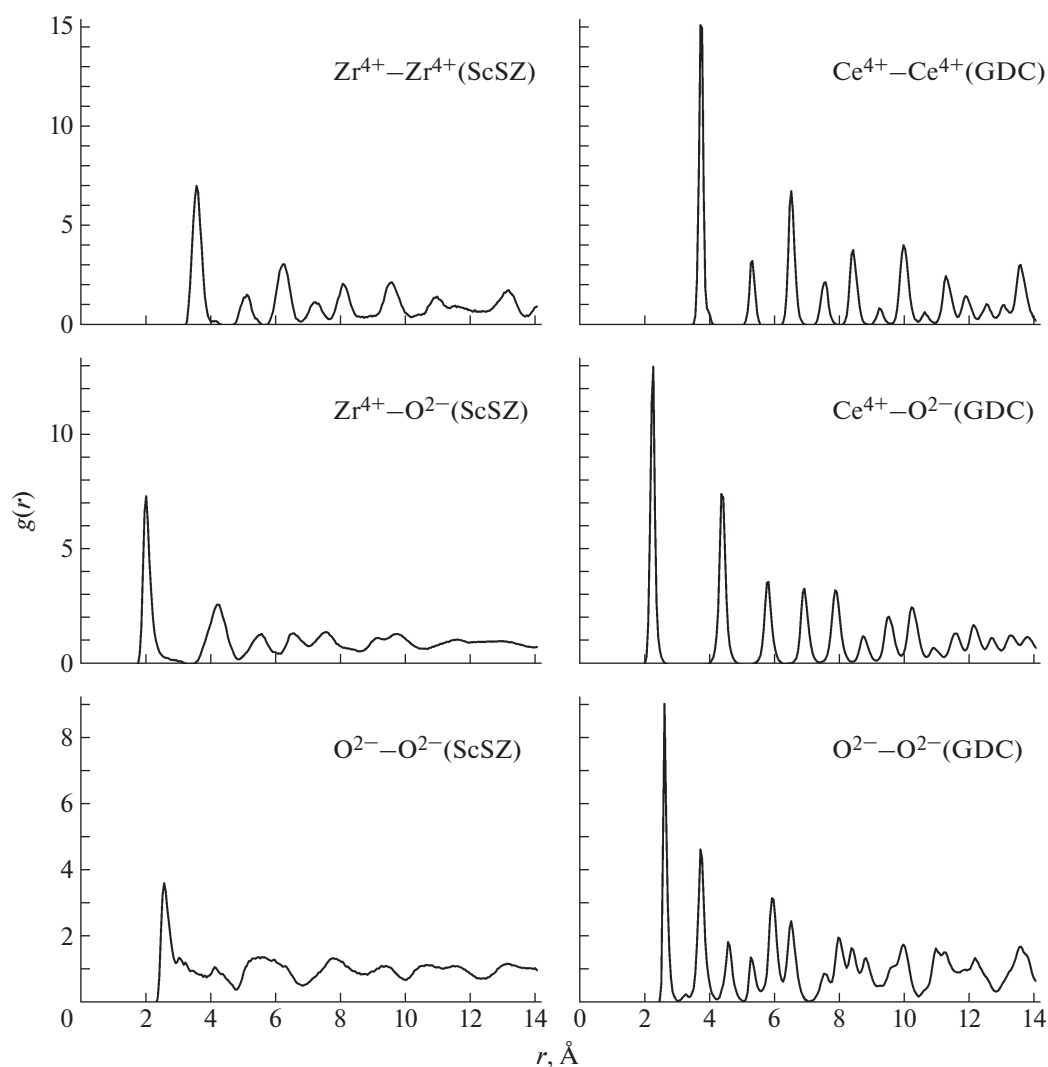 15
10
5
0
Zr⁴⁺–Zr⁴⁺(ScSZ)
Ce⁴⁺–Ce⁴⁺(GDC)
10
5
0
Zr⁴⁺–O²⁻(ScSZ)
Ce⁴⁺–O²⁻(GDC)
g(r)
8
6
4
2
O²⁻–O²⁻(ScSZ)
O²⁻–O²⁻(GDC)
0 2 4 6 8 10 12 14
0 2 4 6 8 10 12 14
r, Å